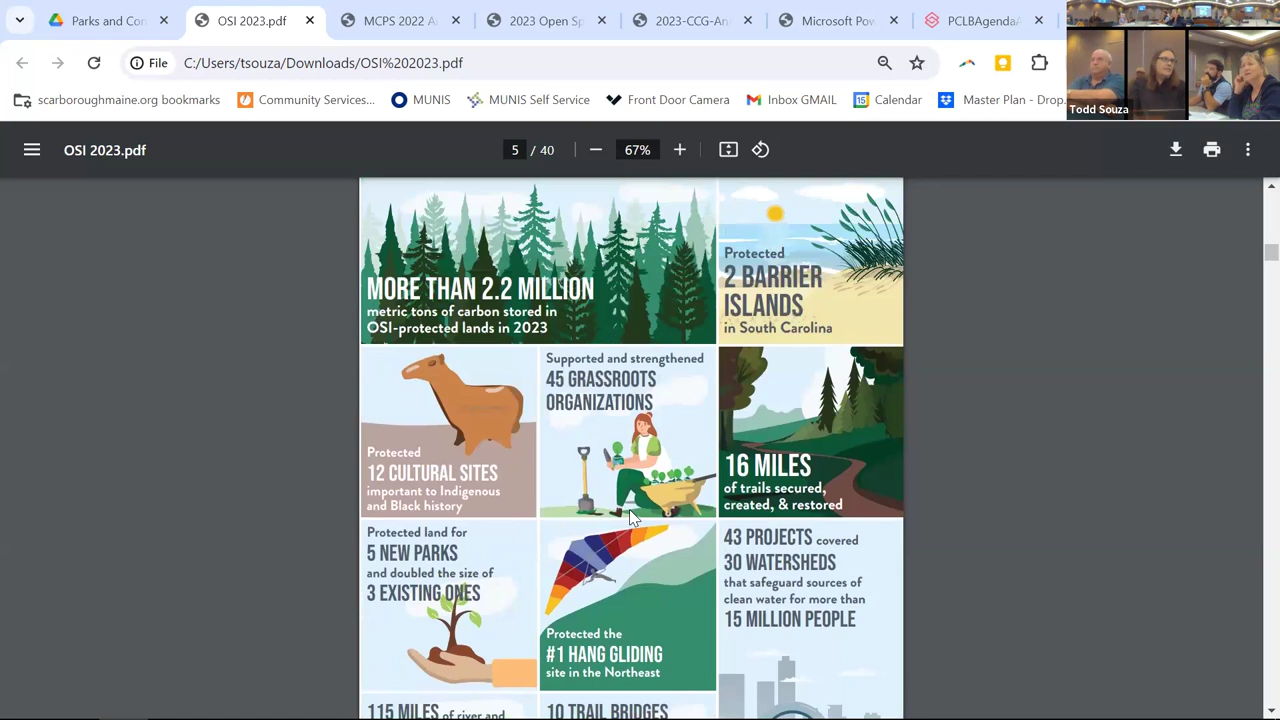 Parks and Con
OSI 2023.pdf
MCPS 2022 A
2023 Open Sp
2023-CCG-An
Microsoft Pow
PCLBAgenda
File
C:/Users/tsouza/Downloads/OSI%202023.pdf
scarboroughmaine.org bookmarks
Community Services...
MUNIS
MUNIS Self Service
Front Door Camera
Inbox GMAIL
Calendar
Master Plan - Drop.
Todd Souza
OSI 2023.pdf
5 / 40
67%
MORE THAN 2.2 MILLION
metric tons of carbon stored in
OSI-protected lands in 2023
Protected
2 BARRIER
ISLANDS
in South Carolina
Protected
12 CULTURAL SITES
important to Indigenous
and Black history
Supported and strengthened
45 GRASSROOTS
ORGANIZATIONS
16 MILES
of trails secured,
created, & restored
Protected land for
5 NEW PARKS
and doubled the size of
3 EXISTING ONES
Protected the
#1 HANG GLIDING
site in the Northeast
43 PROJECTS covered
30 WATERSHEDS
that safeguard sources of
clean water for more than
15 MILLION PEOPLE
115 MILES of river and
10 TRAIL BRIDGES